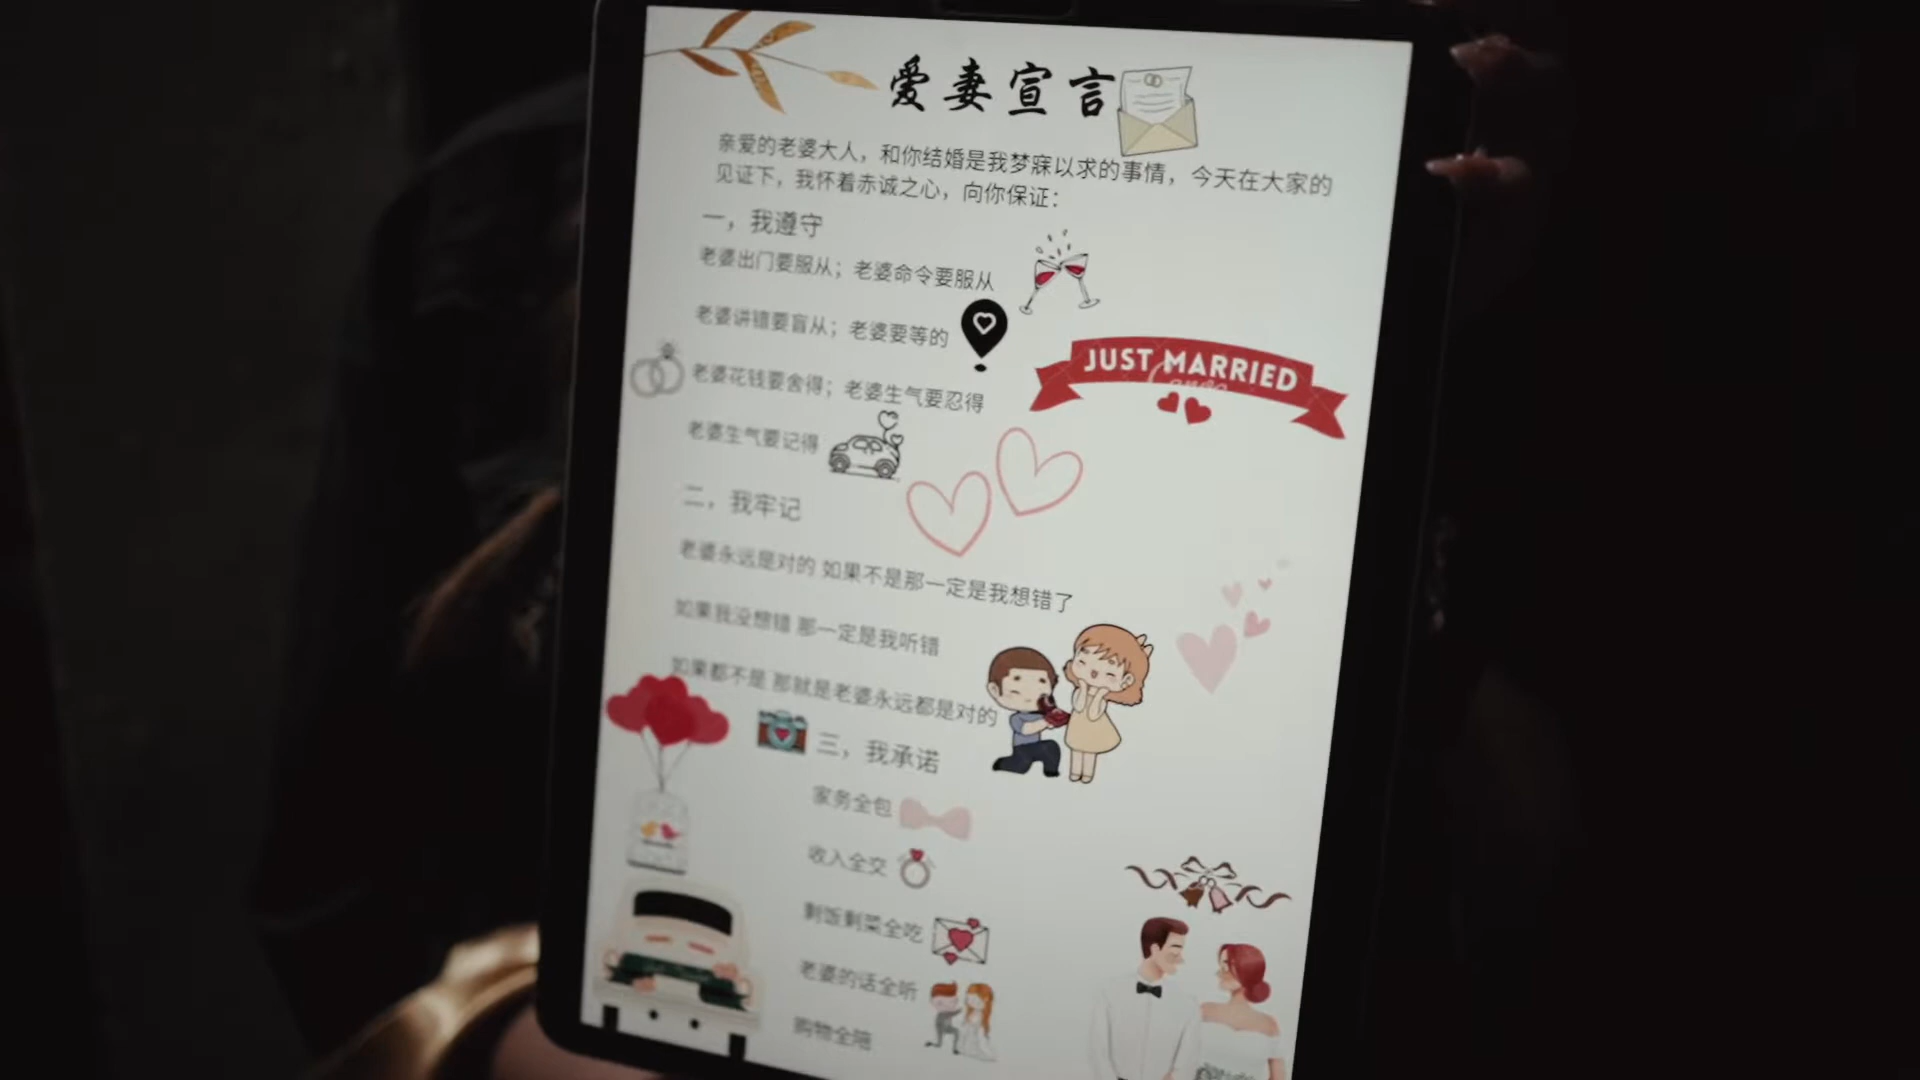 爱妻宣言
亲爱的老婆大人，和你结婚是我梦寐以求的事情，今天在大家的
见证下，我怀着赤诚之心，向你保证：
一，我遵守
老婆出门要服从；老婆命令要服从
老婆讲错要盲从；老婆要等的
JUST MARRIED
Canva
老婆花钱要舍得；老婆生气要忍得
老婆生气要记得
二，我牢记
老婆永远是对的 如果不是那一定是我想错了
如果我没想错 那一定是我听错
如果都不是 那就是老婆永远都是对的
三，我承诺
家务全包
收入全交
剩饭剩菜全吃
老婆的话全听
购物全陪